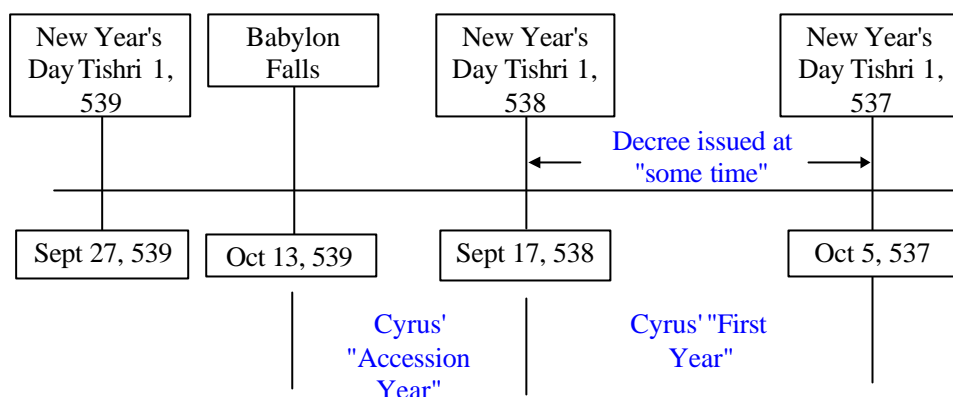 New Year's
Day Tishri 1,
539
Babylon
Falls
New Year's
Day Tishri 1,
538
New Year's
Day Tishri 1,
537
Decree issued at
"some time"
Sept 27, 539
Oct 13, 539
Sept 17, 538
Oct 5, 537
Cyrus'
"Accession
Year"
Cyrus' "First
Year"